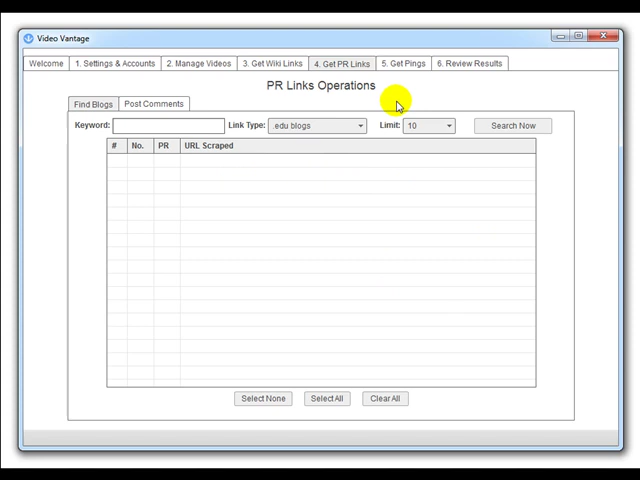 Video Vantage
Welcome 1. Settings & Accounts 2. Manage Videos 3. Get Wiki Links 4. Get PR Links 5. Get Pings 6. Review Results
PR Links Operations
Find Blogs Post Comments
Keyword: Link Type: .edu blogs Limit: 10 Search Now
# No. PR URL Scraped
Select None Select All Clear All